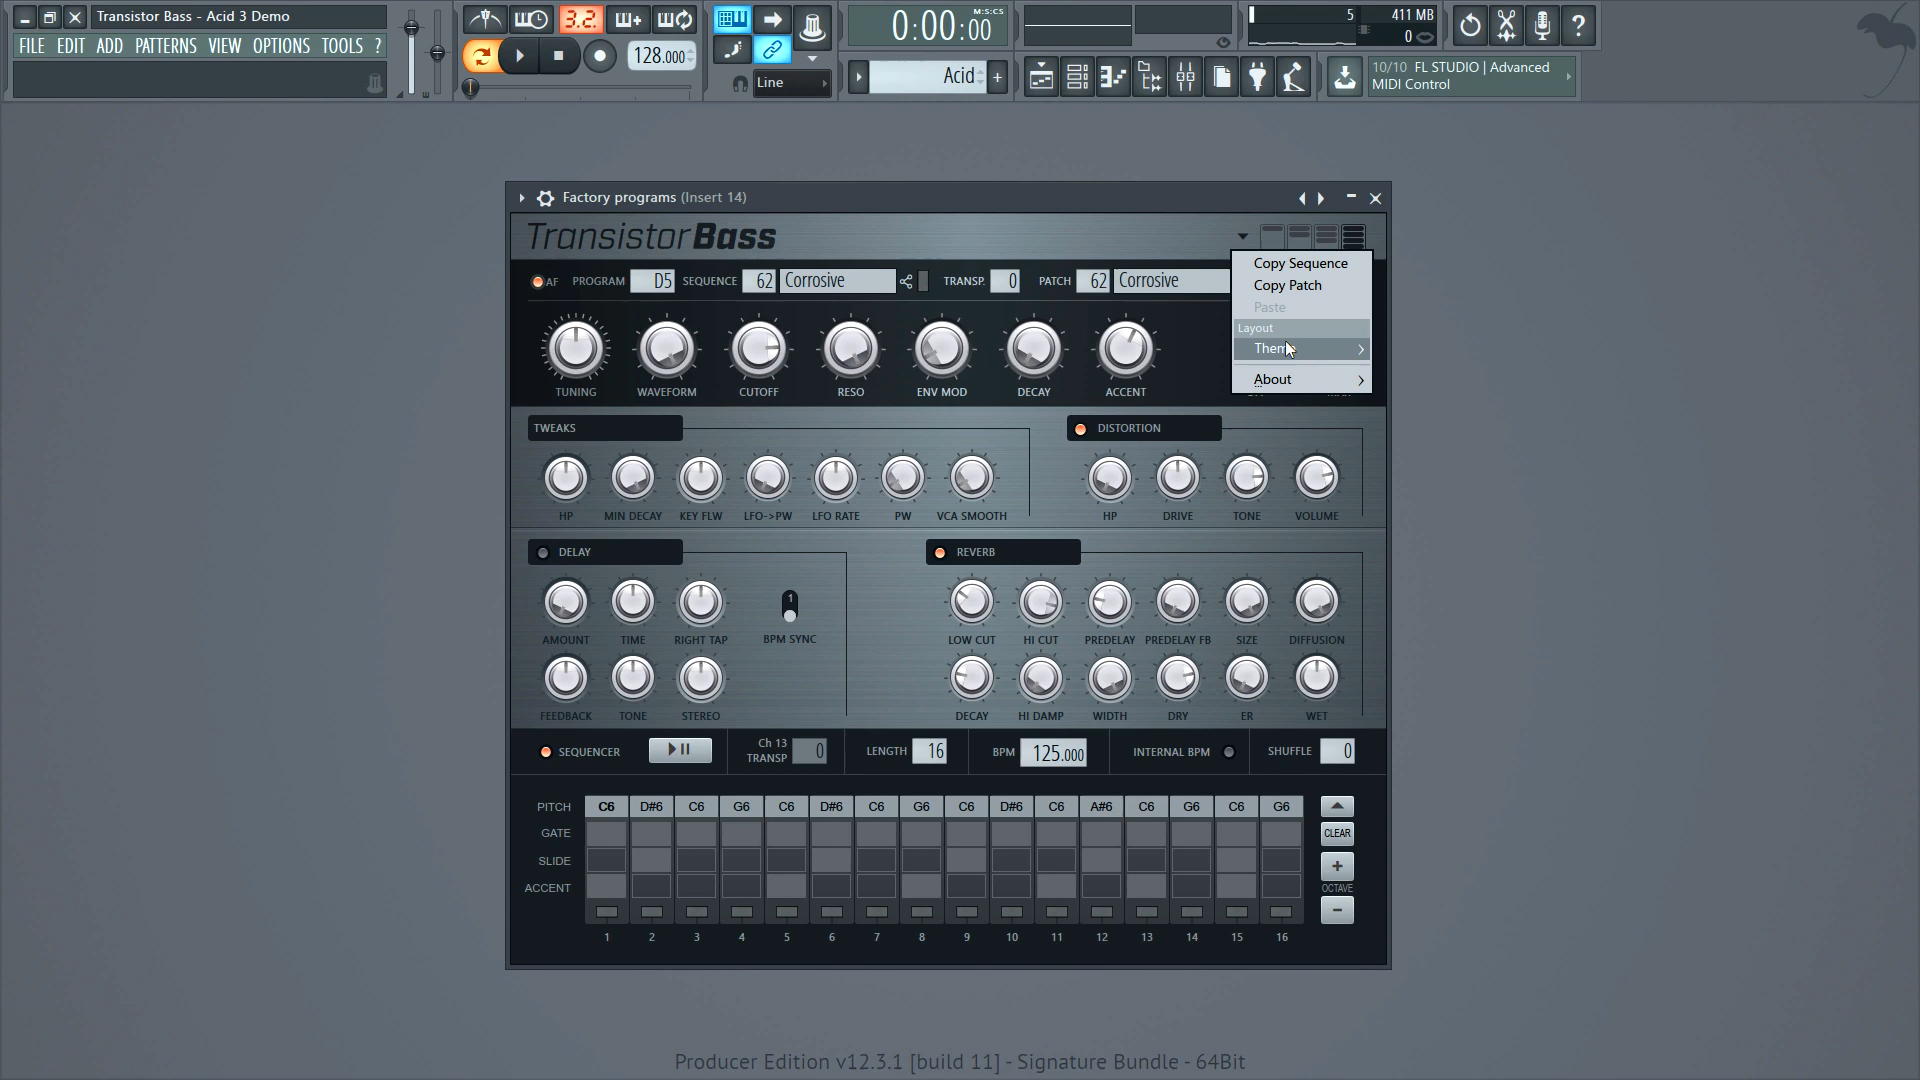 Transistor Bass - Acid 3 Demo
FILE EDIT ADD PATTERNS VIEW OPTIONS TOOLS ?
3.2.
128.000
Line
0:00:00
M:S:CS
Acid
5
411 MB
0
10/10 FL STUDIO | Advanced
MIDI Control
Factory programs (Insert 14)
TransistorBass
AF PROGRAM D5 SEQUENCE 62 Corrosive TRANSP. 0 PATCH 62 Corrosive
Copy Sequence
Copy Patch
Paste
Layout
About
TUNING WAVEFORM CUTOFF RESO ENV MOD DECAY ACCENT
TWEAKS
DISTORTION
HP MIN DECAY KEY FLW LFO->PW LFO RATE PW VCA SMOOTH
HP DRIVE TONE VOLUME
DELAY
REVERB
1
AMOUNT TIME RIGHT TAP BPM SYNC
LOW CUT HI CUT PREDELAY PREDELAY FB SIZE DIFFUSION
FEEDBACK TONE STEREO
DECAY HI DAMP WIDTH DRY ER WET
SEQUENCER
Ch 13
TRANSP 0
LENGTH 16
BPM 125.000
INTERNAL BPM
SHUFFLE 0
PITCH C6 D#6 C6 G6 C6 D#6 C6 G6 C6 D#6 C6 A#6 C6 G6 C6 G6
GATE
CLEAR
SLIDE
+
ACCENT
OCTAVE
-
1 2 3 4 5 6 7 8 9 10 11 12 13 14 15 16
Producer Edition v12.3.1 [build 11] - Signature Bundle - 64Bit